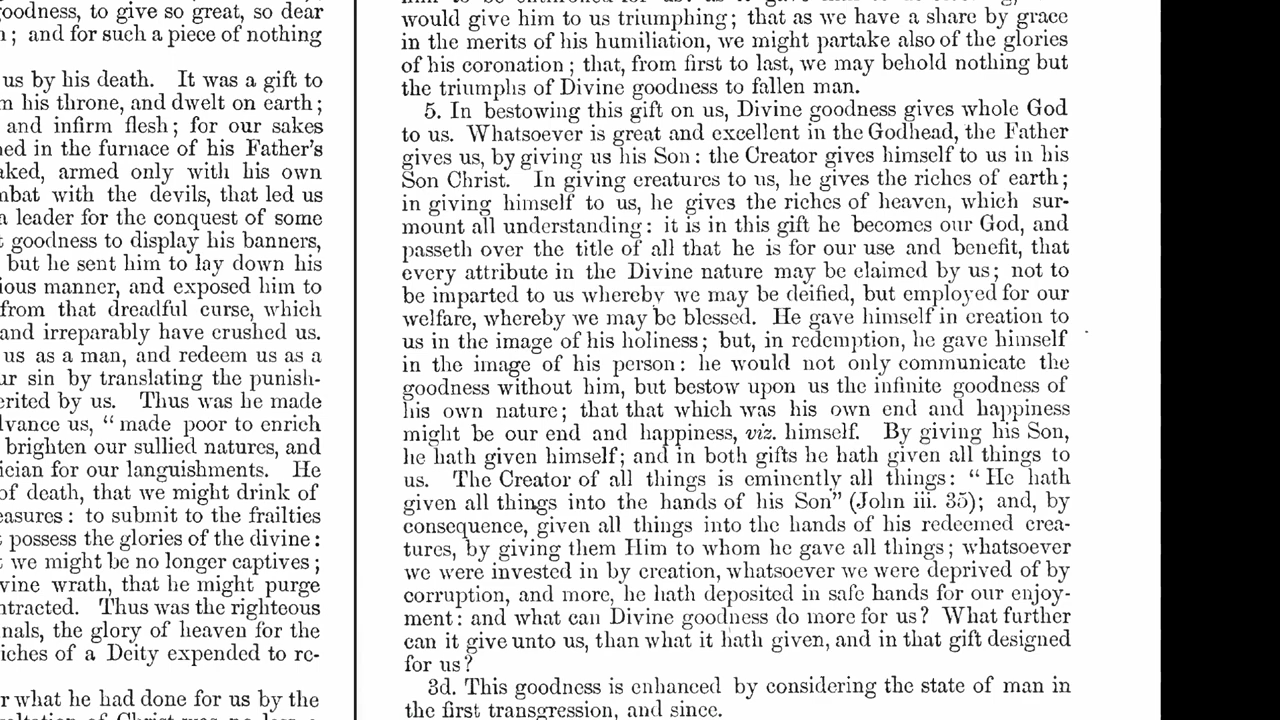 goodness, to give so great, so dear
; and for such a piece of nothing
us by his death. It was a gift to
his throne, and dwelt on earth;
and infirm flesh; for our sakes
in the furnace of his Father's
armed only with his own
with the devils, that led us
a leader for the conquest of some
goodness to display his banners,
but he sent him to lay down his
manner, and exposed him to
from that dreadful curse, which
and irreparably have crushed us.
us as a man, and redeem us as a
sin by translating the punish-
by us. Thus was he made
us, "made poor to enrich
brighten our sullied natures, and
for our languishments. He
of death, that we might drink of
: to submit to the frailties
possess the glories of the divine:
we might be no longer captives;
wrath, that he might purge
Thus was the righteous
the glory of heaven for the
of a Deity expended to re-
what he had done for us by the
of Christ was no less a
would give him to us triumphing; that as we have a share by grace
in the merits of his humiliation, we might partake also of the glories
of his coronation; that, from first to last, we may behold nothing but
the triumphs of Divine goodness to fallen man.
5. In bestowing this gift on us, Divine goodness gives whole God
to us. Whatsoever is great and excellent in the Godhead, the Father
gives us, by giving us his Son: the Creator gives himself to us in his
Son Christ. In giving creatures to us, he gives the riches of earth;
in giving himself to us, he gives the riches of heaven, which sur-
mount all understanding: it is in this gift he becomes our God, and
passeth over the title of all that he is for our use and benefit, that
every attribute in the Divine nature may be claimed by us; not to
be imparted to us whereby we may be deified, but employed for our
welfare, whereby we may be blessed. He gave himself in creation to
us in the image of his holiness; but, in redemption, he gave himself
in the image of his person: he would not only communicate the
goodness without him, but bestow upon us the infinite goodness of
his own nature; that that which was his own end and happiness
might be our end and happiness, viz. himself. By giving his Son,
he hath given himself; and in both gifts he hath given all things to
us. The Creator of all things is eminently all things: "He hath
given all things into the hands of his Son" (John iii. 35); and, by
consequence, given all things into the hands of his redeemed crea-
tures, by giving them Him to whom he gave all things; whatsoever
we were invested in by creation, whatsoever we were deprived of by
corruption, and more, he hath deposited in safe hands for our enjoy-
ment: and what can Divine goodness do more for us? What further
can it give unto us, than what it hath given, and in that gift designed
for us?
3d. This goodness is enhanced by considering the state of man in
the first transgression, and since.